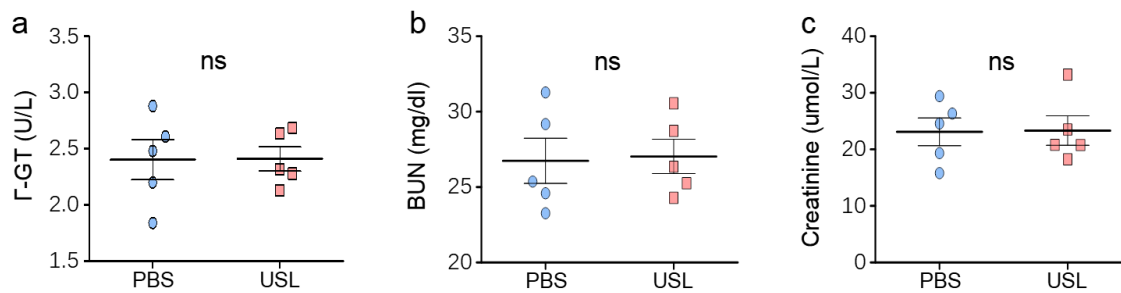 a
Γ-GT (U/L)
3.5
3.0
2.5
2.0
1.5
ns
PBS
USL
b
BUN (mg/dl)
35
30
25
20
ns
PBS
USL
c
Creatinine (umol/L)
40
30
20
10
0
ns
PBS
USL